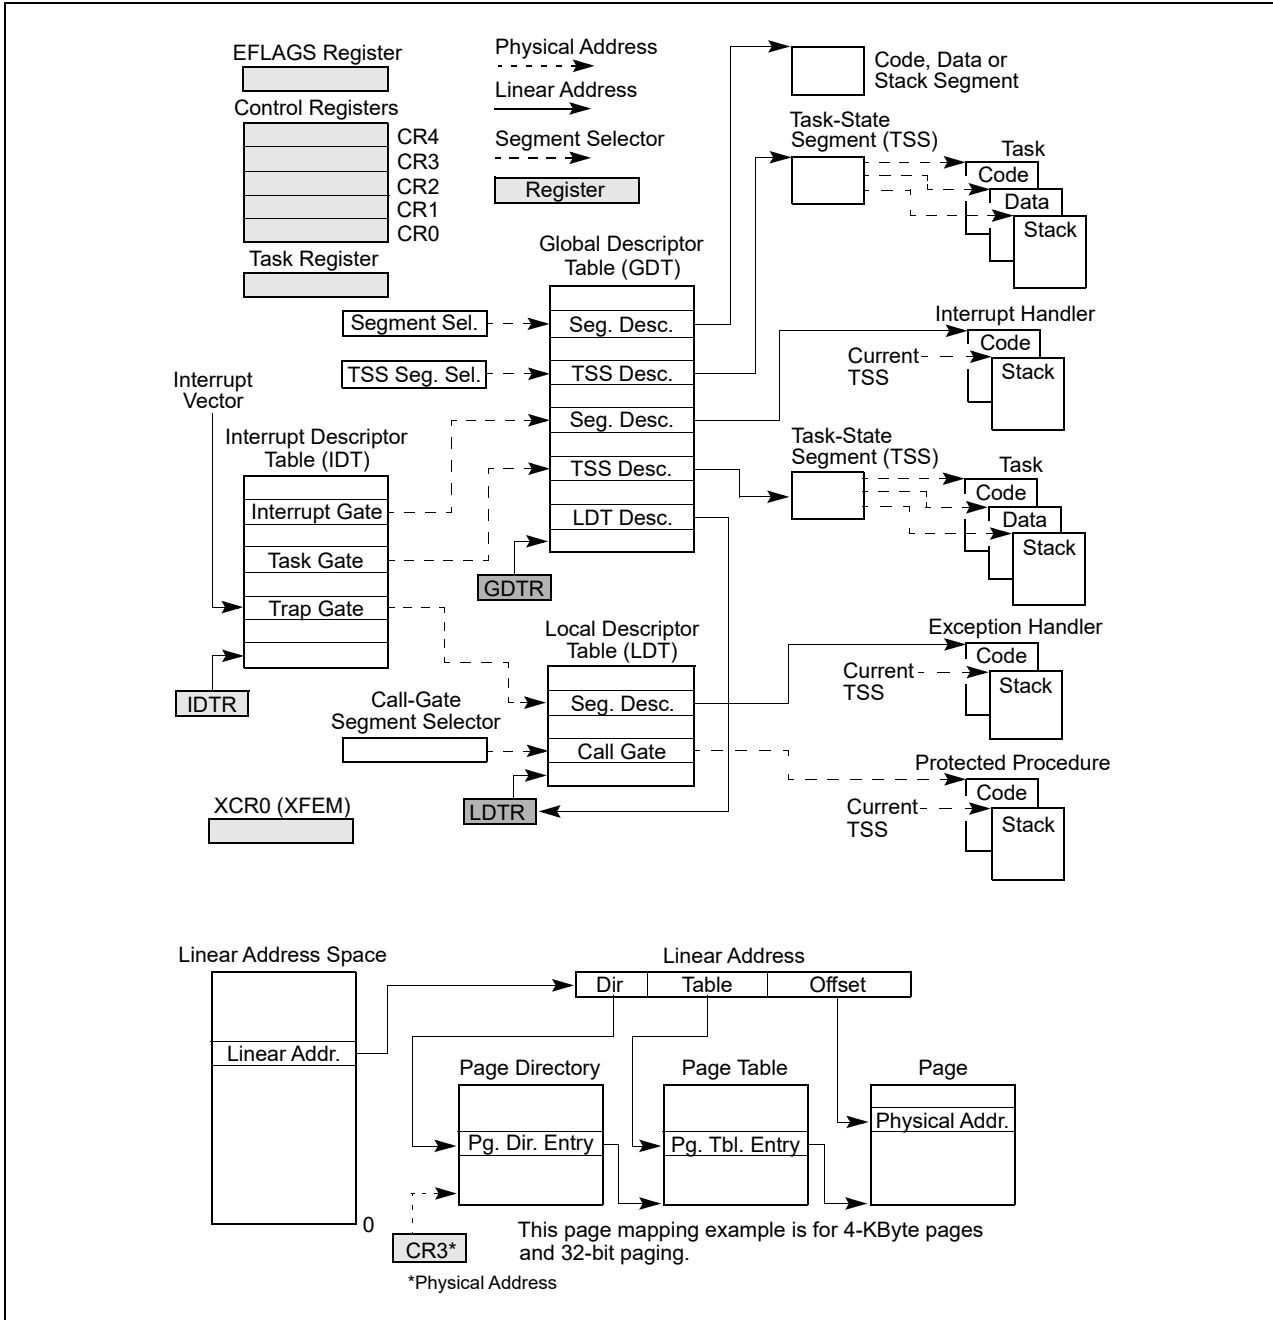 EFLAGS Register
Control Registers
CR4
CR3
CR2
CR1
CR0
Task Register
Physical Address
Linear Address
Segment Selector
Register
Code, Data or
Stack Segment
Task-State
Segment (TSS)
Task
Code
Data
Stack
Global Descriptor
Table (GDT)
Segment Sel.
Seg. Desc.
TSS Seg. Sel.
TSS Desc.
Seg. Desc.
TSS Desc.
LDT Desc.
GDTR
Interrupt Handler
Code
Current
TSS
Stack
Interrupt
Vector
Interrupt Descriptor
Table (IDT)
Interrupt Gate
Task Gate
Trap Gate
IDTR
Task-State
Segment (TSS)
Task
Code
Data
Stack
Local Descriptor
Table (LDT)
Seg. Desc.
Call Gate
Call-Gate
Segment Selector
LDTR
Exception Handler
Code
Current
TSS
Stack
Protected Procedure
Code
Current
TSS
Stack
XCR0 (XFEM)
Linear Address Space
Linear Addr.
0
Linear Address
Dir Table Offset
Page Directory
Pg. Dir. Entry
Page Table
Pg. Tbl. Entry
Page
Physical Addr.
CR3*
*Physical Address
This page mapping example is for 4-KByte pages
and 32-bit paging.